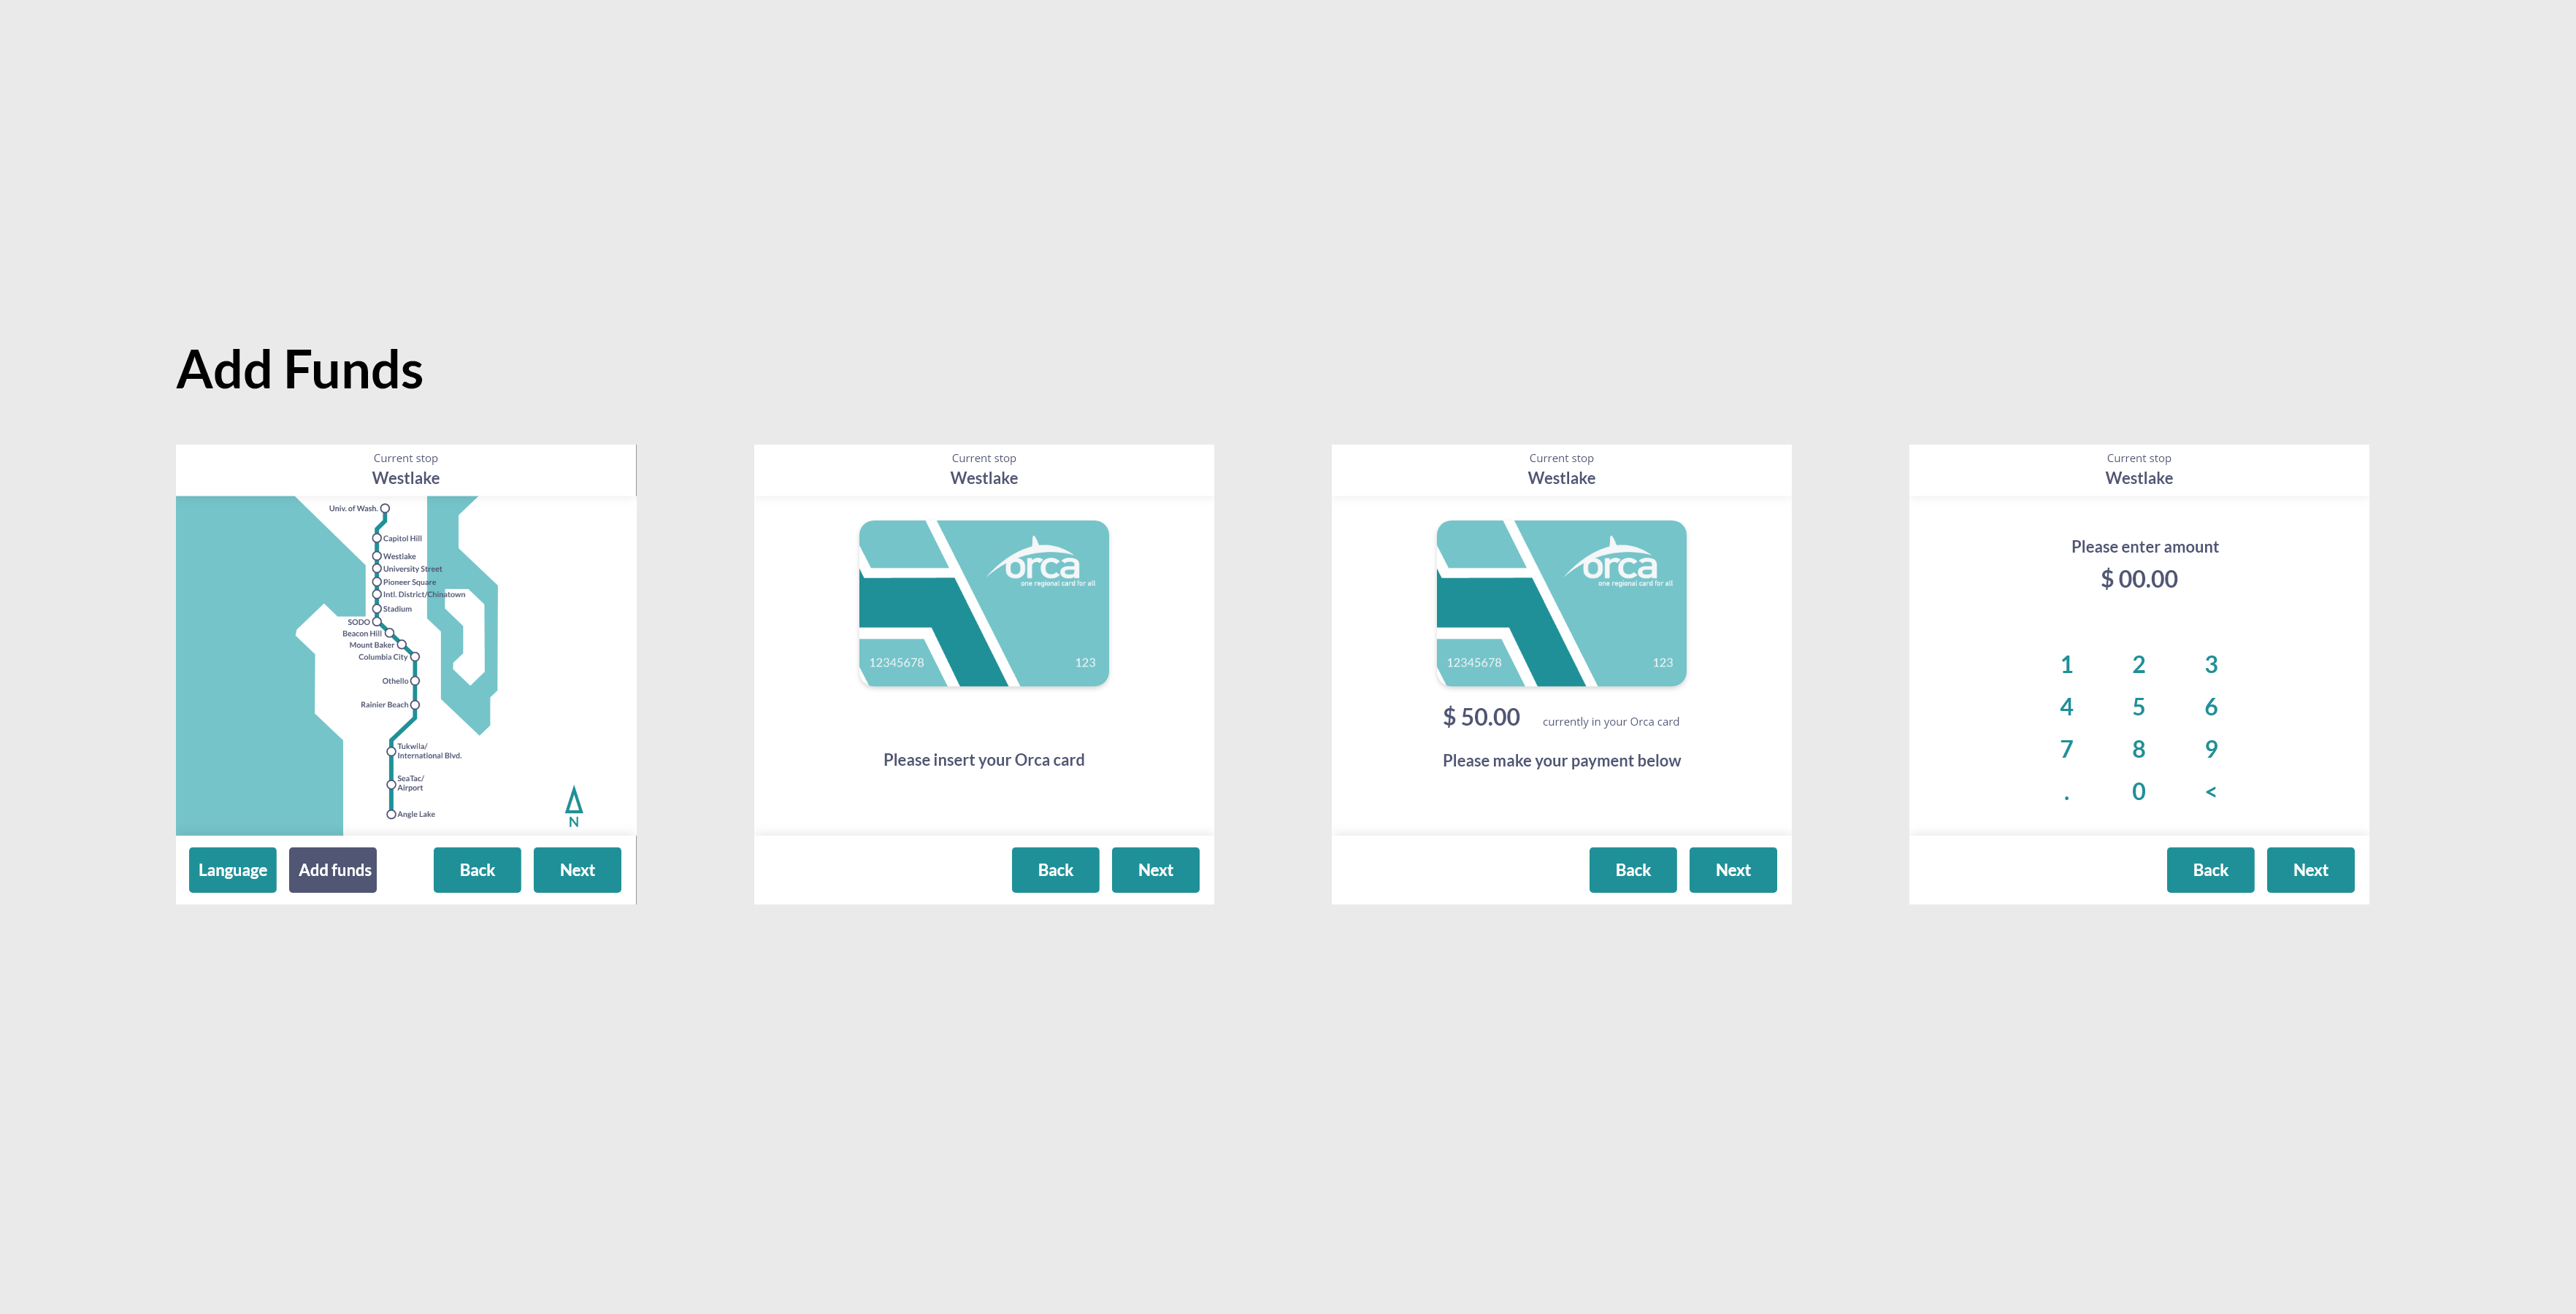 Add Funds
Current stop
Westlake
Univ. of Wash.
Capitol Hill
Westlake
University Street
Pioneer Square
Intl. District/Chinatown
Stadium
SODO
Beacon Hill
Mount Baker
Columbia City
Othello
Rainier Beach
Tukwila/
International Blvd.
SeaTac/
Airport
Angle Lake
N
Language
Add funds
Back
Next
Current stop
Westlake
orca
one regional card for all
12345678
123
Please insert your Orca card
Back
Next
Current stop
Westlake
orca
one regional card for all
12345678
123
$ 50.00 currently in your Orca card
Please make your payment below
Back
Next
Current stop
Westlake
Please enter amount
$ 00.00
1 2 3
4 5 6
7 8 9
. 0 <
Back
Next